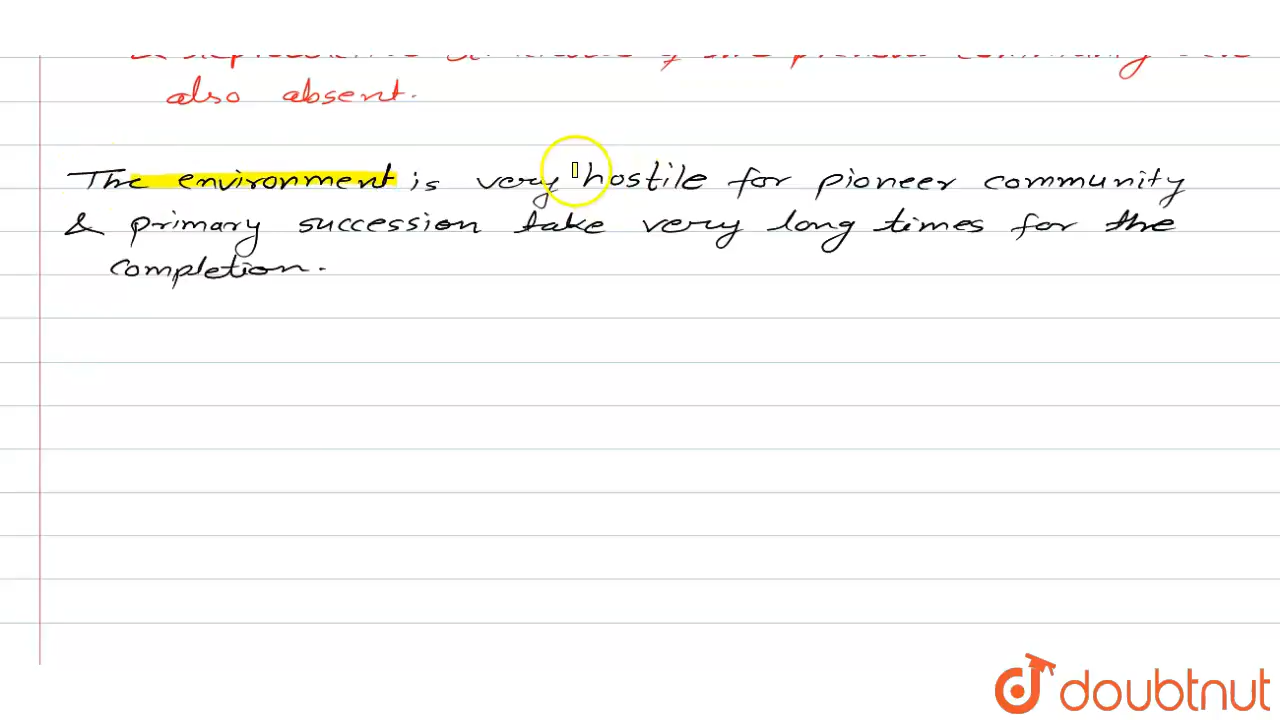 also absent.
The environment is very hostile for pioneer community
& primary succession take very long times for the
completion.
doubtnut